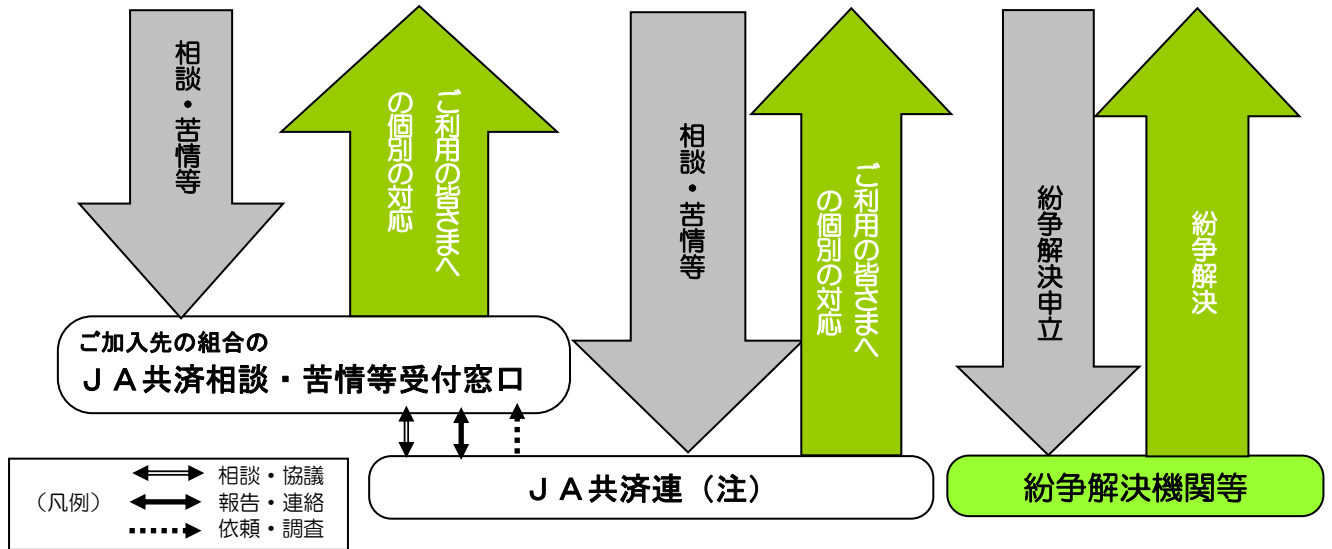 相談・苦情等
ご利用の皆さまへ
の個別の対応
相談・苦情等
ご利用の皆さまへ
の個別の対応
紛争解決申立
紛争解決
ご加入先の組合の
ＪＡ共済相談・苦情等受付窓口
ＪＡ共済連（注）
紛争解決機関等
（凡例）
相談・協議
報告・連絡
依頼・調査